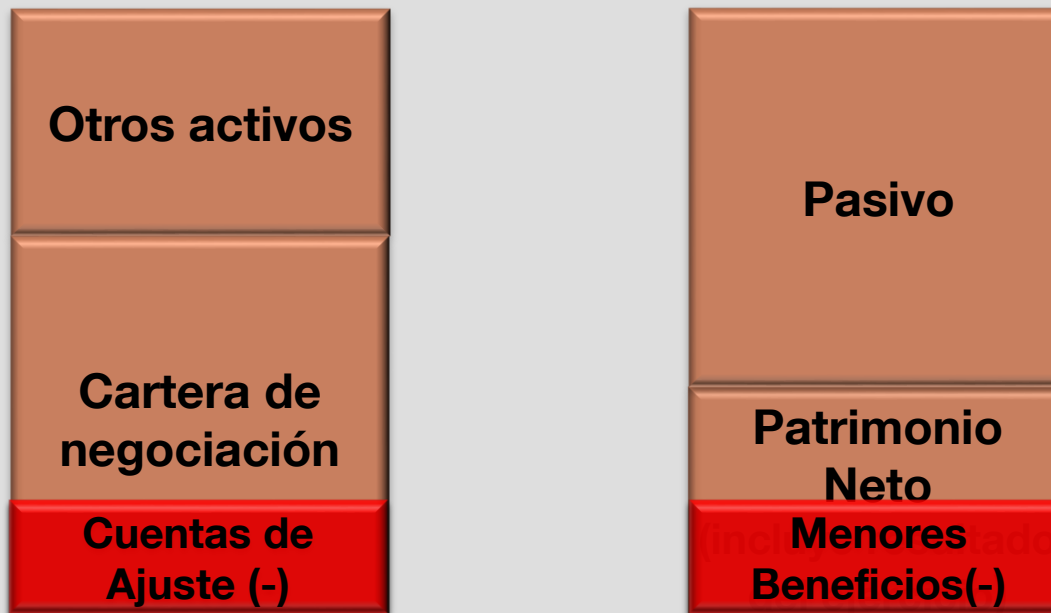 Otros activos
Cartera de
negociación
Cuentas de
Ajuste (-)
Pasivo
Patrimonio
Neto
Menores
Beneficios(-)